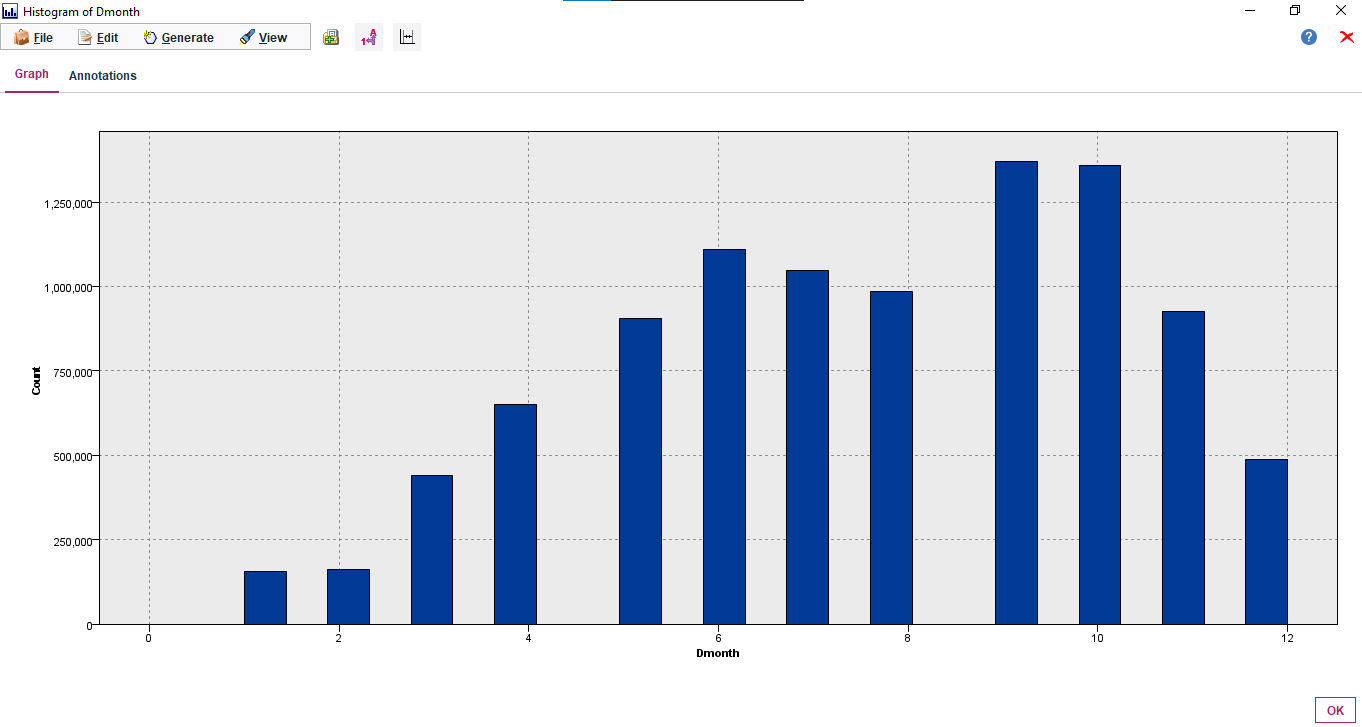 Histogram of Dmonth
File Edit Generate View 1 A ?
Graph Annotations
1,250,000
1,000,000
750,000
500,000
250,000
0
Count
0 2 4 6 8 10 12
Dmonth
OK